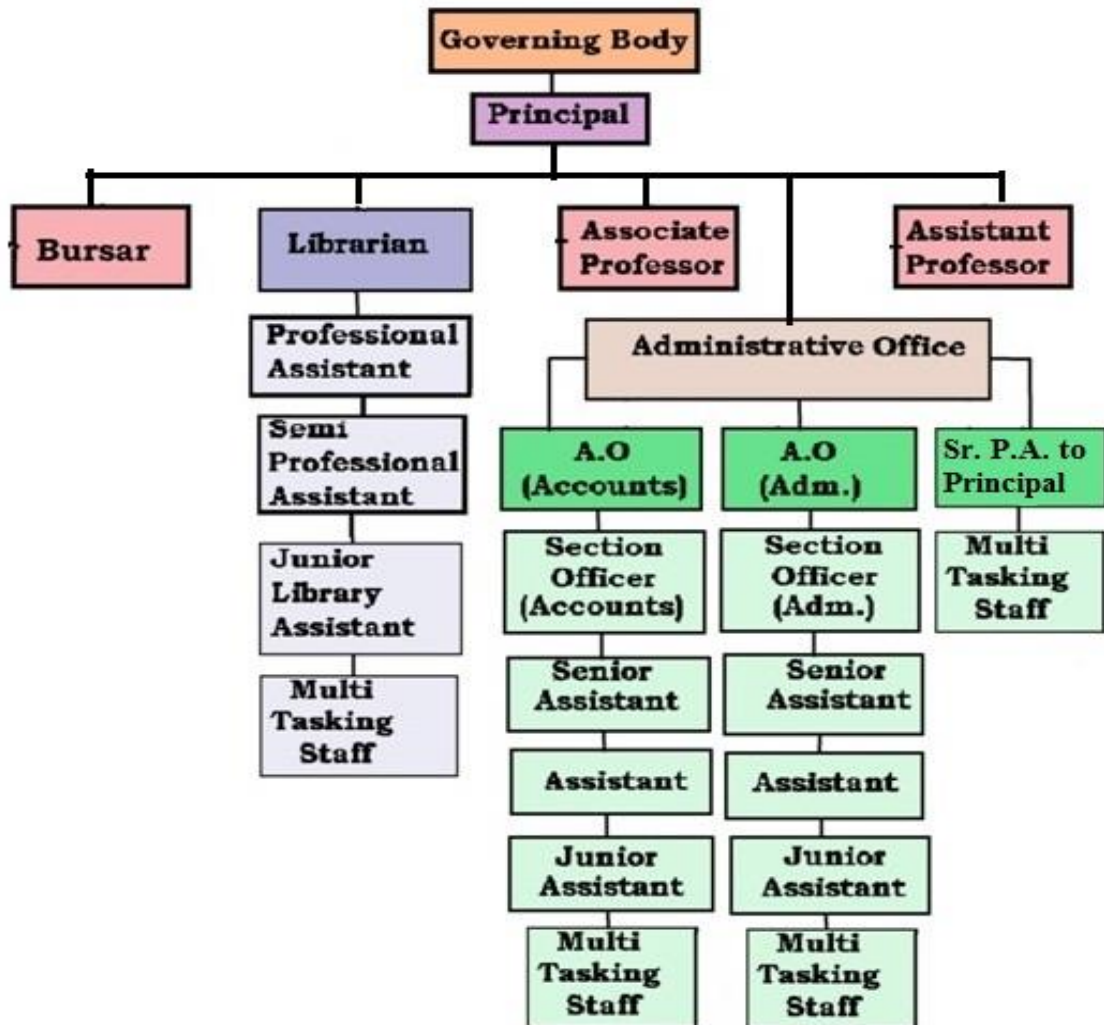 Governing Body
Principal
Bursar
Librarian
Associate
Professor
Assistant
Professor
Professional
Assistant
Semi
Professional
Assistant
Junior
Library
Assistant
Multi
Tasking
Staff
Administrative Office
A.O
(Accounts)
Section
Officer
(Accounts)
Senior
Assistant
Assistant
Junior
Assistant
Multi
Tasking
Staff
A.O
(Adm.)
Section
Officer
(Adm.)
Senior
Assistant
Assistant
Junior
Assistant
Multi
Tasking
Staff
Sr. P.A. to
Principal
Multi
Tasking
Staff